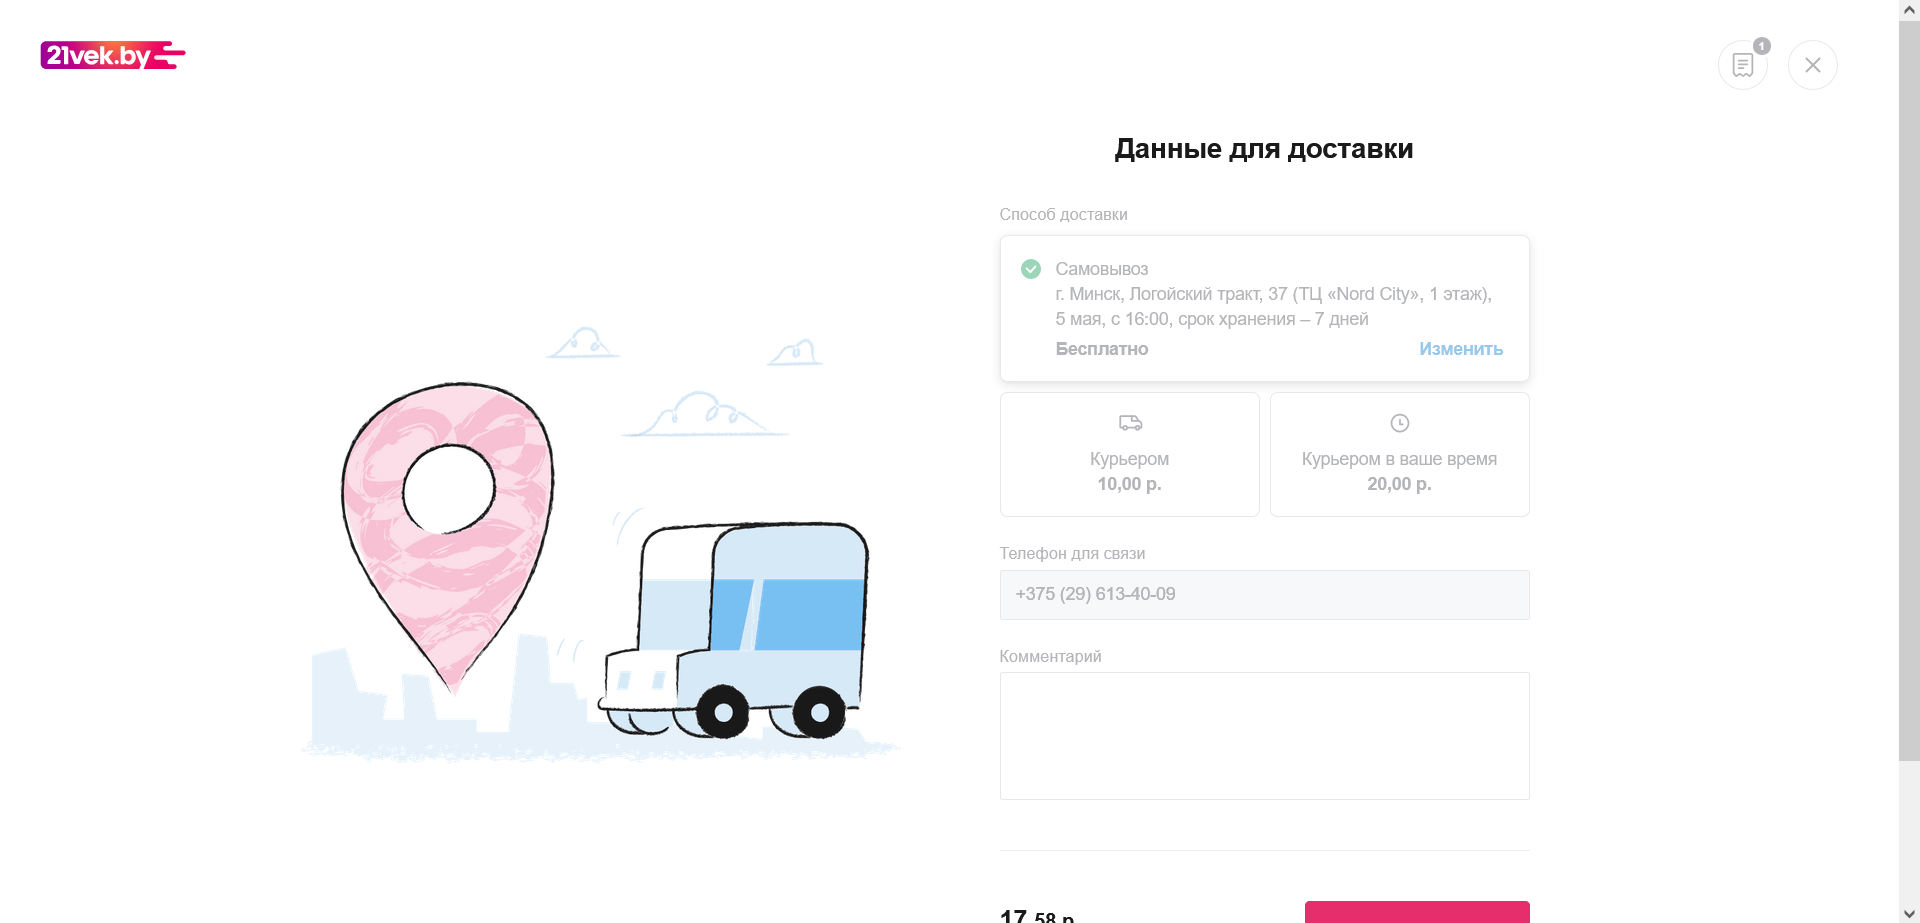 21vek.by
1
Данные для доставки
Способ доставки
Самовывоз
г. Минск, Логойский тракт, 37 (ТЦ «Nord City», 1 этаж),
5 мая, с 16:00, срок хранения – 7 дней
Бесплатно
Изменить
Курьером
10,00 р.
Курьером в ваше время
20,00 р.
Телефон для связи
+375 (29) 613-40-09
Комментарий
17,58 р.